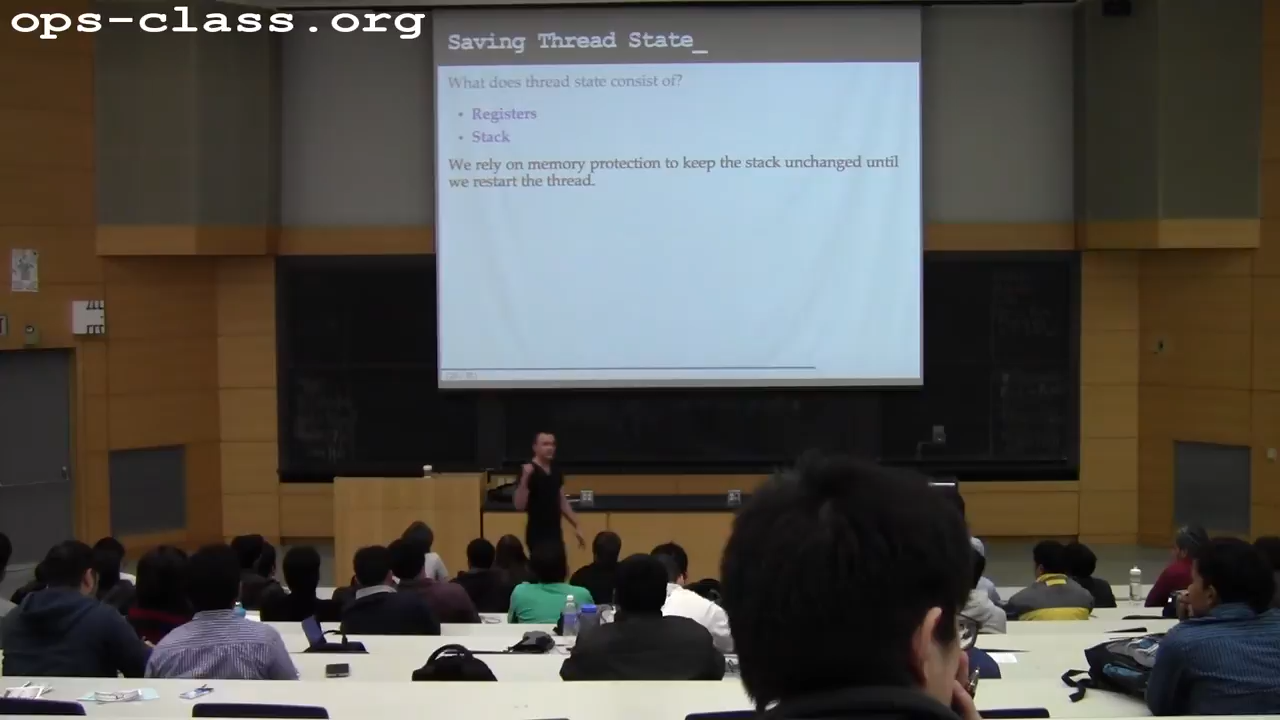 ops-class.org
Saving Thread State_
What does thread state consist of?
• Registers
• Stack
We rely on memory protection to keep the stack unchanged until
we restart the thread.